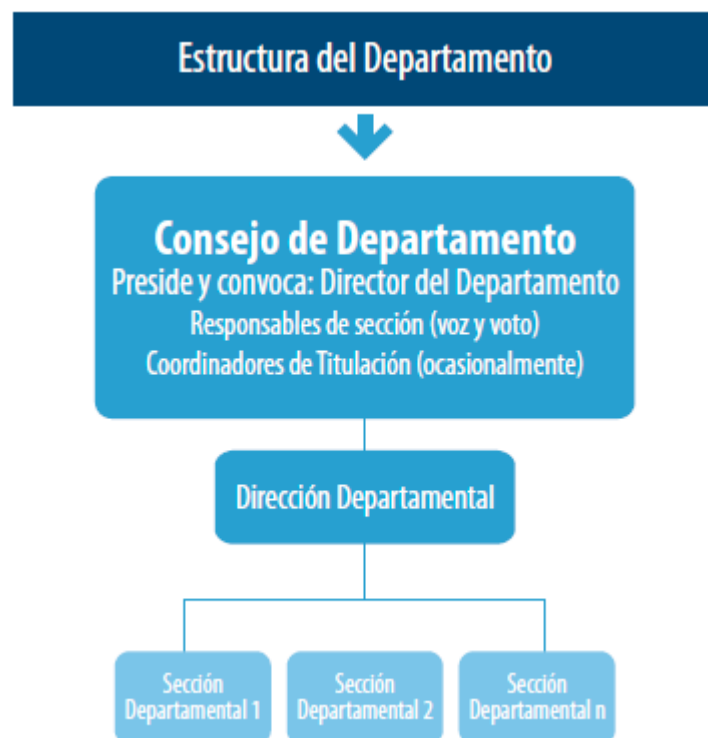 Estructura del Departamento
Consejo de Departamento
Preside y convoca: Director del Departamento
Responsables de sección (voz y voto)
Coordinadores de Titulación (ocasionalmente)
Dirección Departamental
Sección
Departamental 1
Sección
Departamental 2
Sección
Departamental n